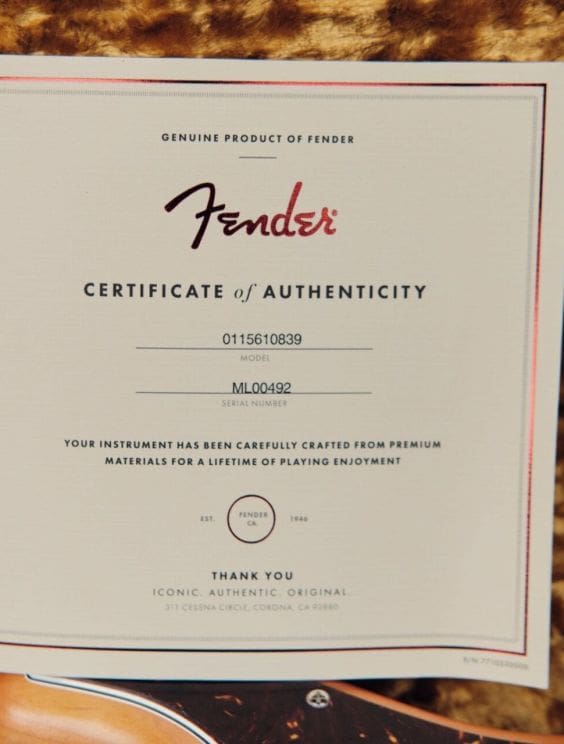 GENUINE PRODUCT OF FENDER
Fender®
CERTIFICATE of AUTHENTICITY
0115610839
MODEL
ML00492
SERIAL NUMBER
YOUR INSTRUMENT HAS BEEN CAREFULLY CRAFTED FROM PREMIUM
MATERIALS FOR A LIFETIME OF PLAYING ENJOYMENT
EST. FENDER CA. 1946
THANK YOU
ICONIC. AUTHENTIC. ORIGINAL.
311 CESSNA CIRCLE, CORONA, CA 92880